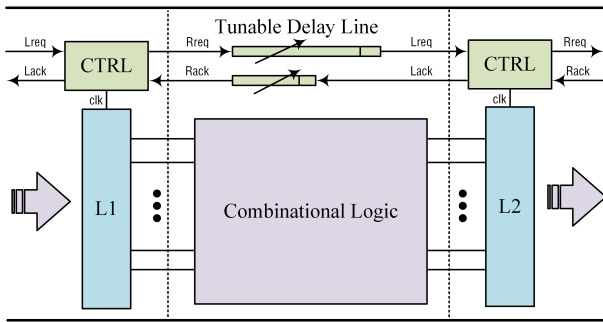 Tunable Delay Line
Lreq
Rreq
Lreq
Rreq
CTRL
CTRL
Lack
Rack
Lack
Rack
clk
clk
L1
Combinational Logic
L2